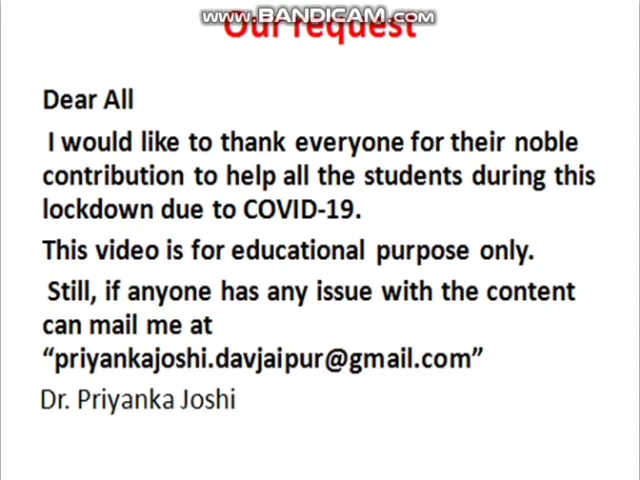 www.BANDICAM.com
Our request
Dear All
I would like to thank everyone for their noble
contribution to help all the students during this
lockdown due to COVID-19.
This video is for educational purpose only.
Still, if anyone has any issue with the content
can mail me at
“priyankajoshi.davjaipur@gmail.com”
Dr. Priyanka Joshi